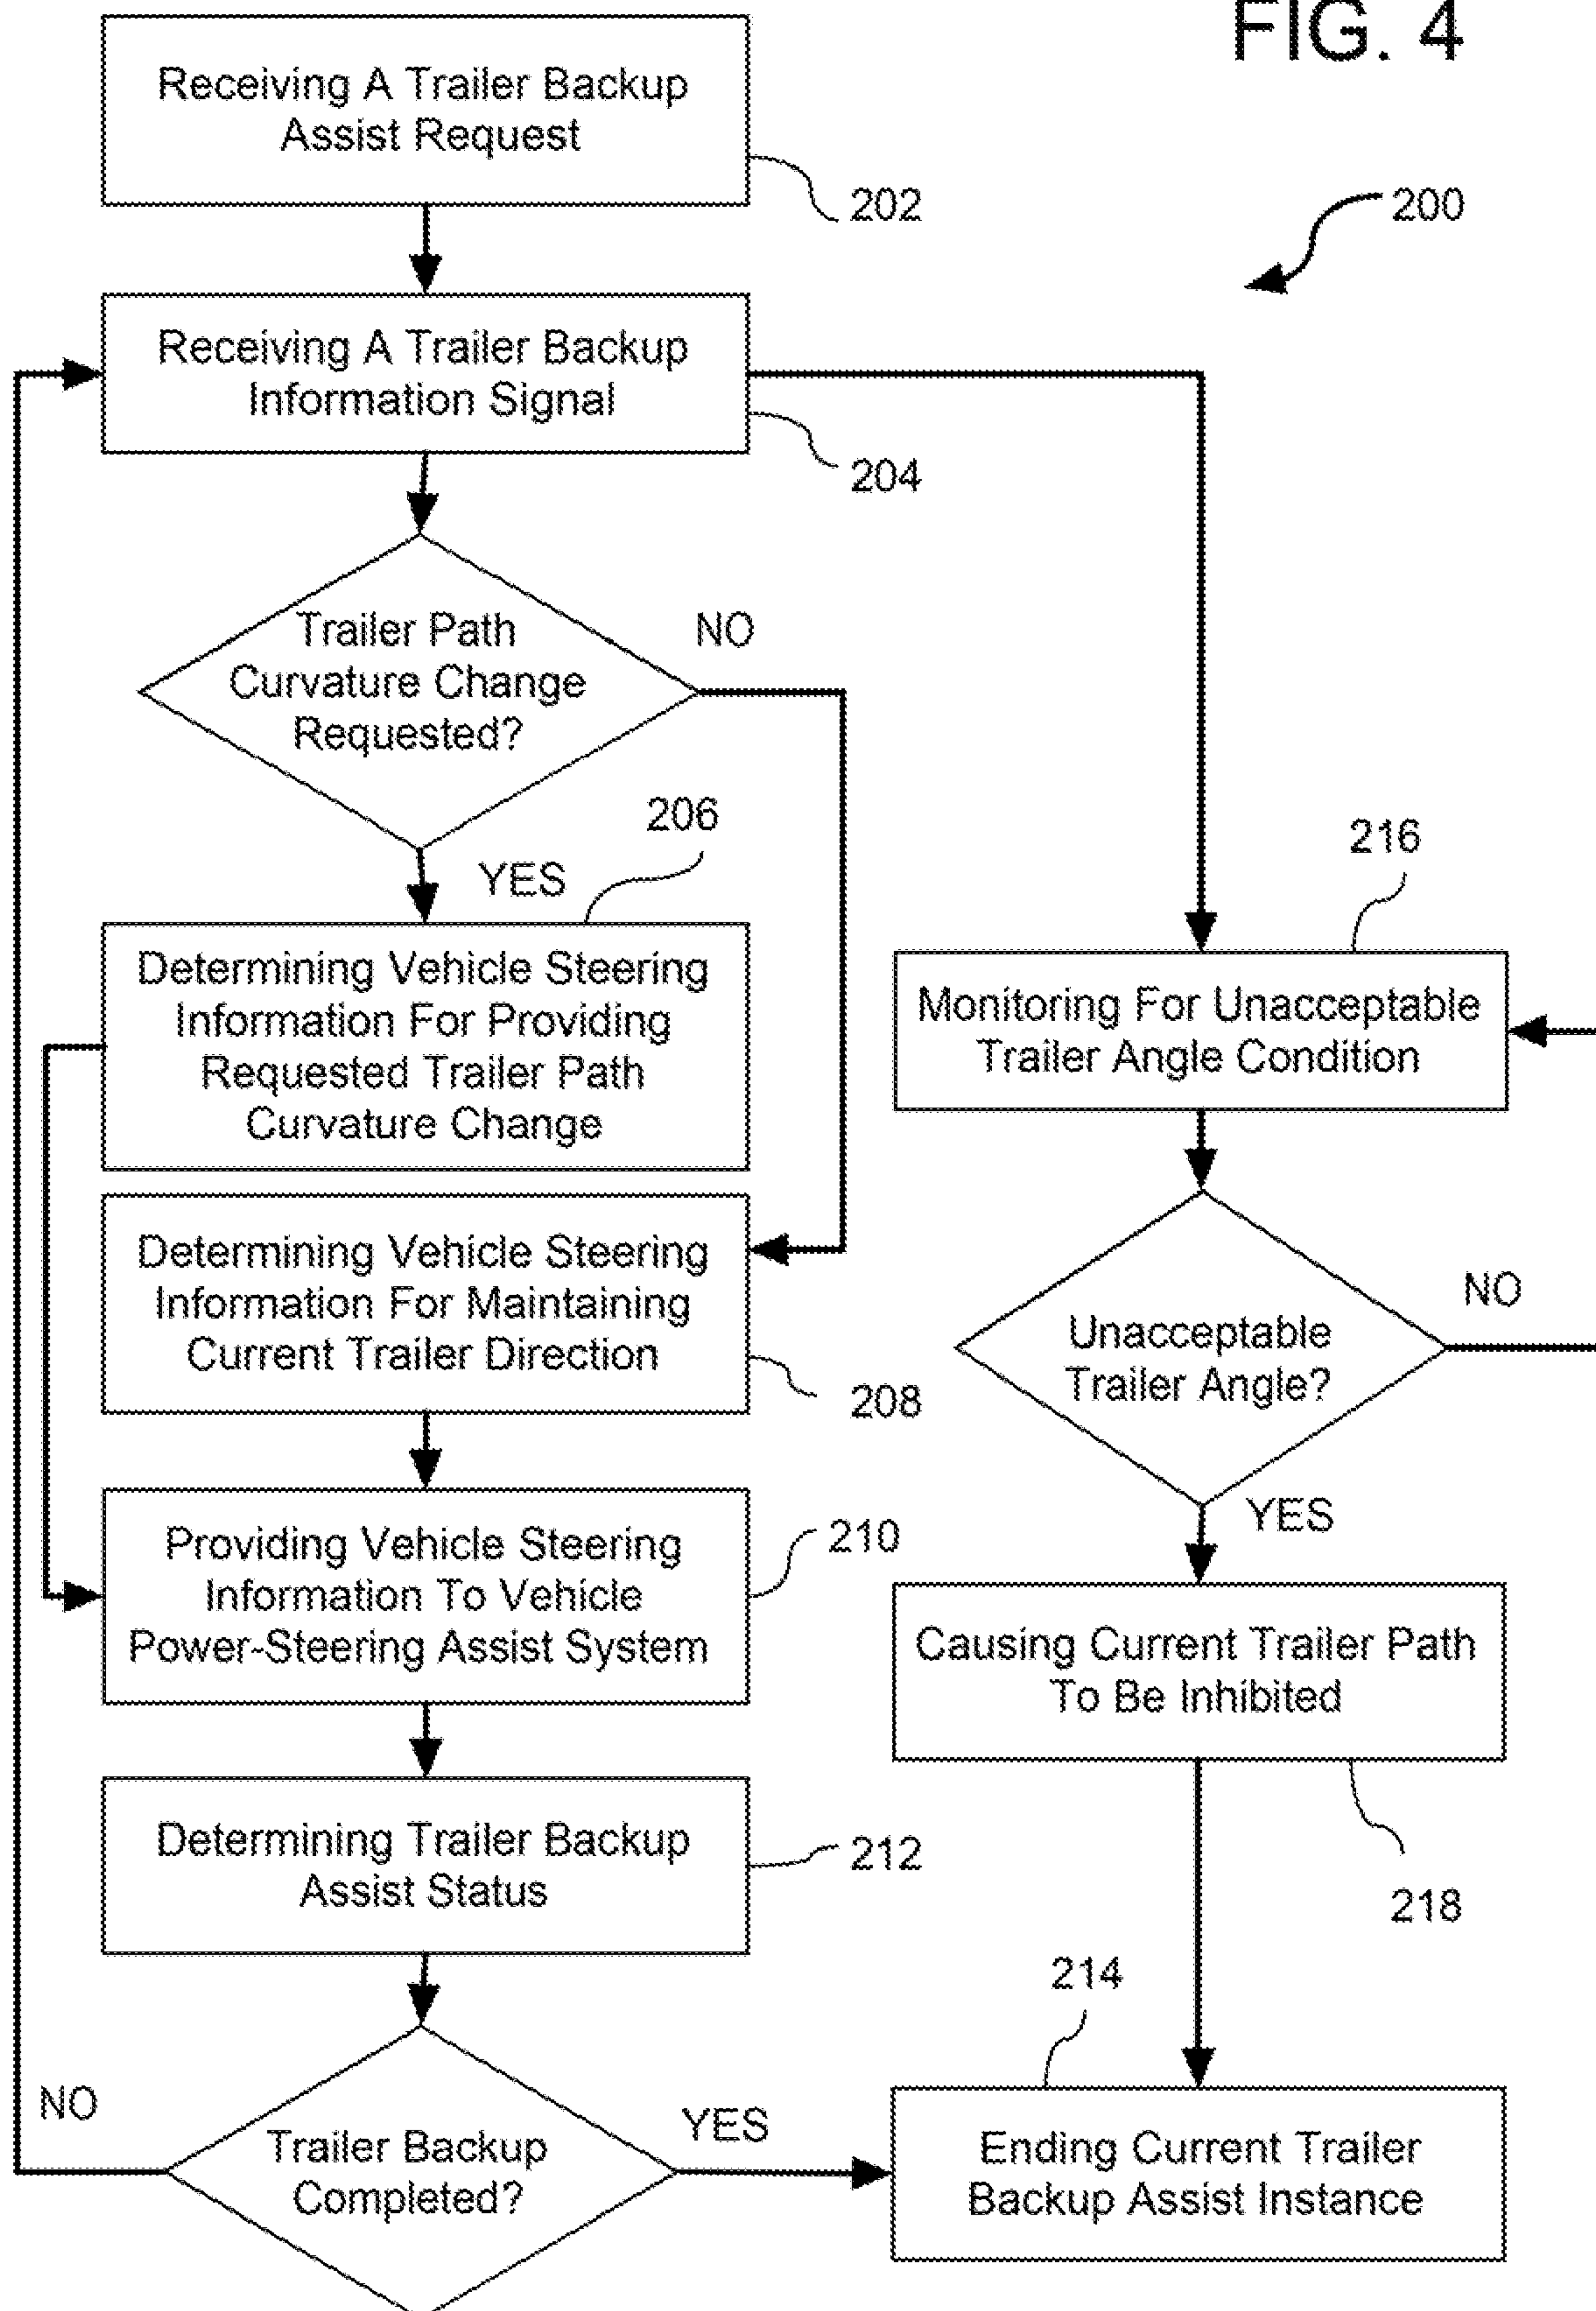 FIG. 4
Receiving A Trailer Backup
Assist Request
202
200
Receiving A Trailer Backup
Information Signal
204
Trailer Path
Curvature Change
Requested?
NO
YES
206
Determining Vehicle Steering
Information For Providing
Requested Trailer Path
Curvature Change
Determining Vehicle Steering
Information For Maintaining
Current Trailer Direction
208
Providing Vehicle Steering
Information To Vehicle
Power-Steering Assist System
210
Determining Trailer Backup
Assist Status
212
Trailer Backup
Completed?
NO
YES
216
Monitoring For Unacceptable
Trailer Angle Condition
Unacceptable
Trailer Angle?
NO
YES
Causing Current Trailer Path
To Be Inhibited
218
214
Ending Current Trailer
Backup Assist Instance